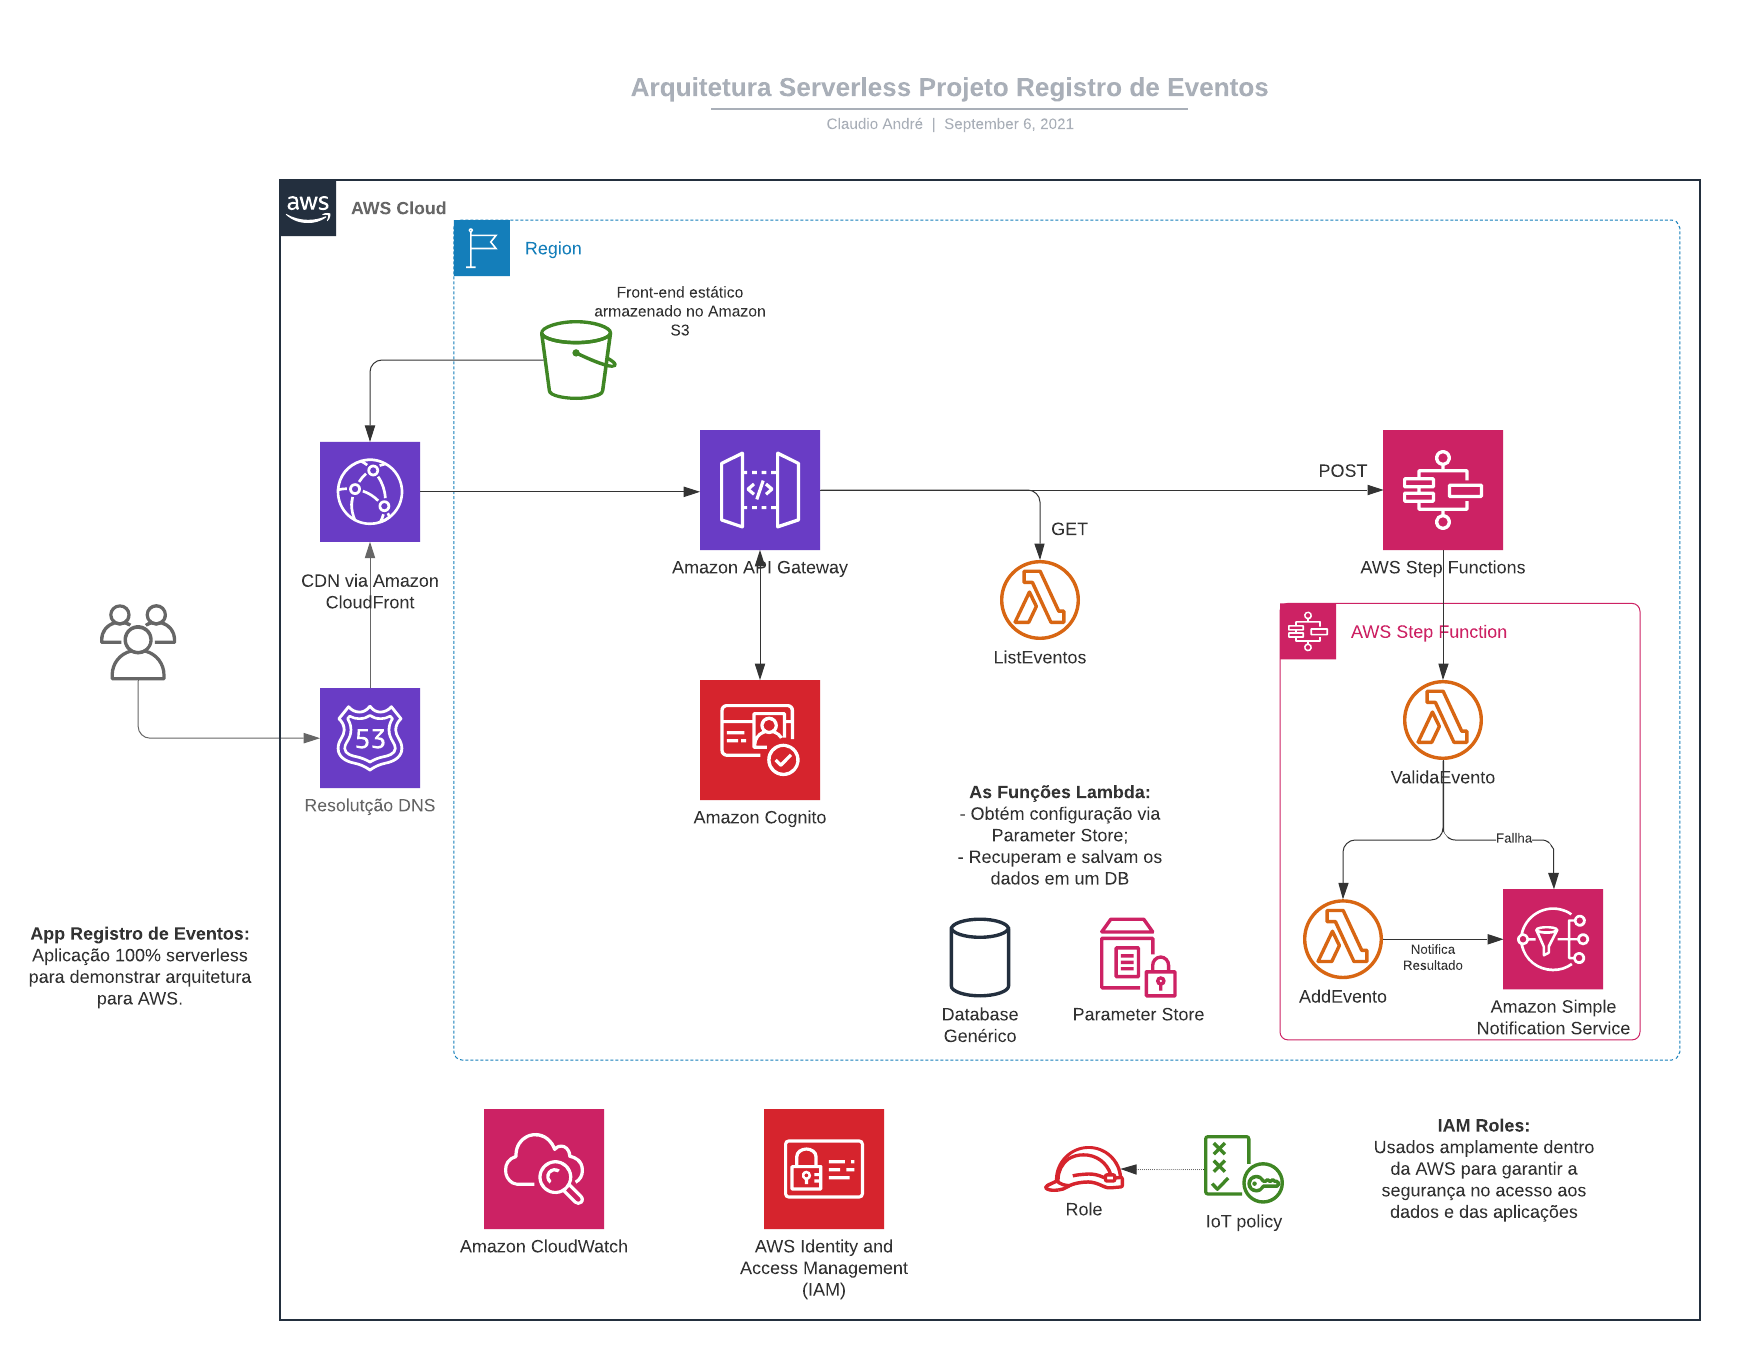 Arquitetura Serverless Projeto Registro de Eventos
Claudio André | September 6, 2021
aws
AWS Cloud
Region
Front-end estático
armazenado no Amazon
S3
POST
GET
Amazon API Gateway
AWS Step Functions
CDN via Amazon
CloudFront
AWS Step Function
ListEventos
53
Resolutção DNS
ValidaEvento
Amazon Cognito
As Funções Lambda:
- Obtém configuração via
Parameter Store;
- Recuperam e salvam os
dados em um DB
Fallha
App Registro de Eventos:
Aplicação 100% serverless
para demonstrar arquitetura
para AWS.
Notifica
Resultado
AddEvento
Amazon Simple
Notification Service
Database
Genérico
Parameter Store
Amazon CloudWatch
AWS Identity and
Access Management
(IAM)
Role
IoT policy
IAM Roles:
Usados amplamente dentro
da AWS para garantir a
segurança no acesso aos
dados e das aplicações